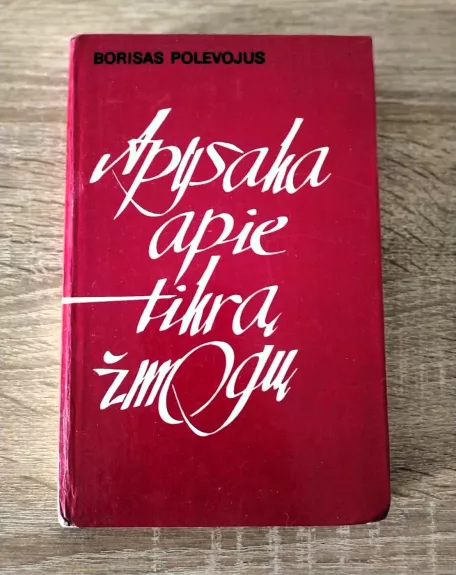 BORISAS POLEVOJUS
Apysaka
apie
tikrą
žmogų